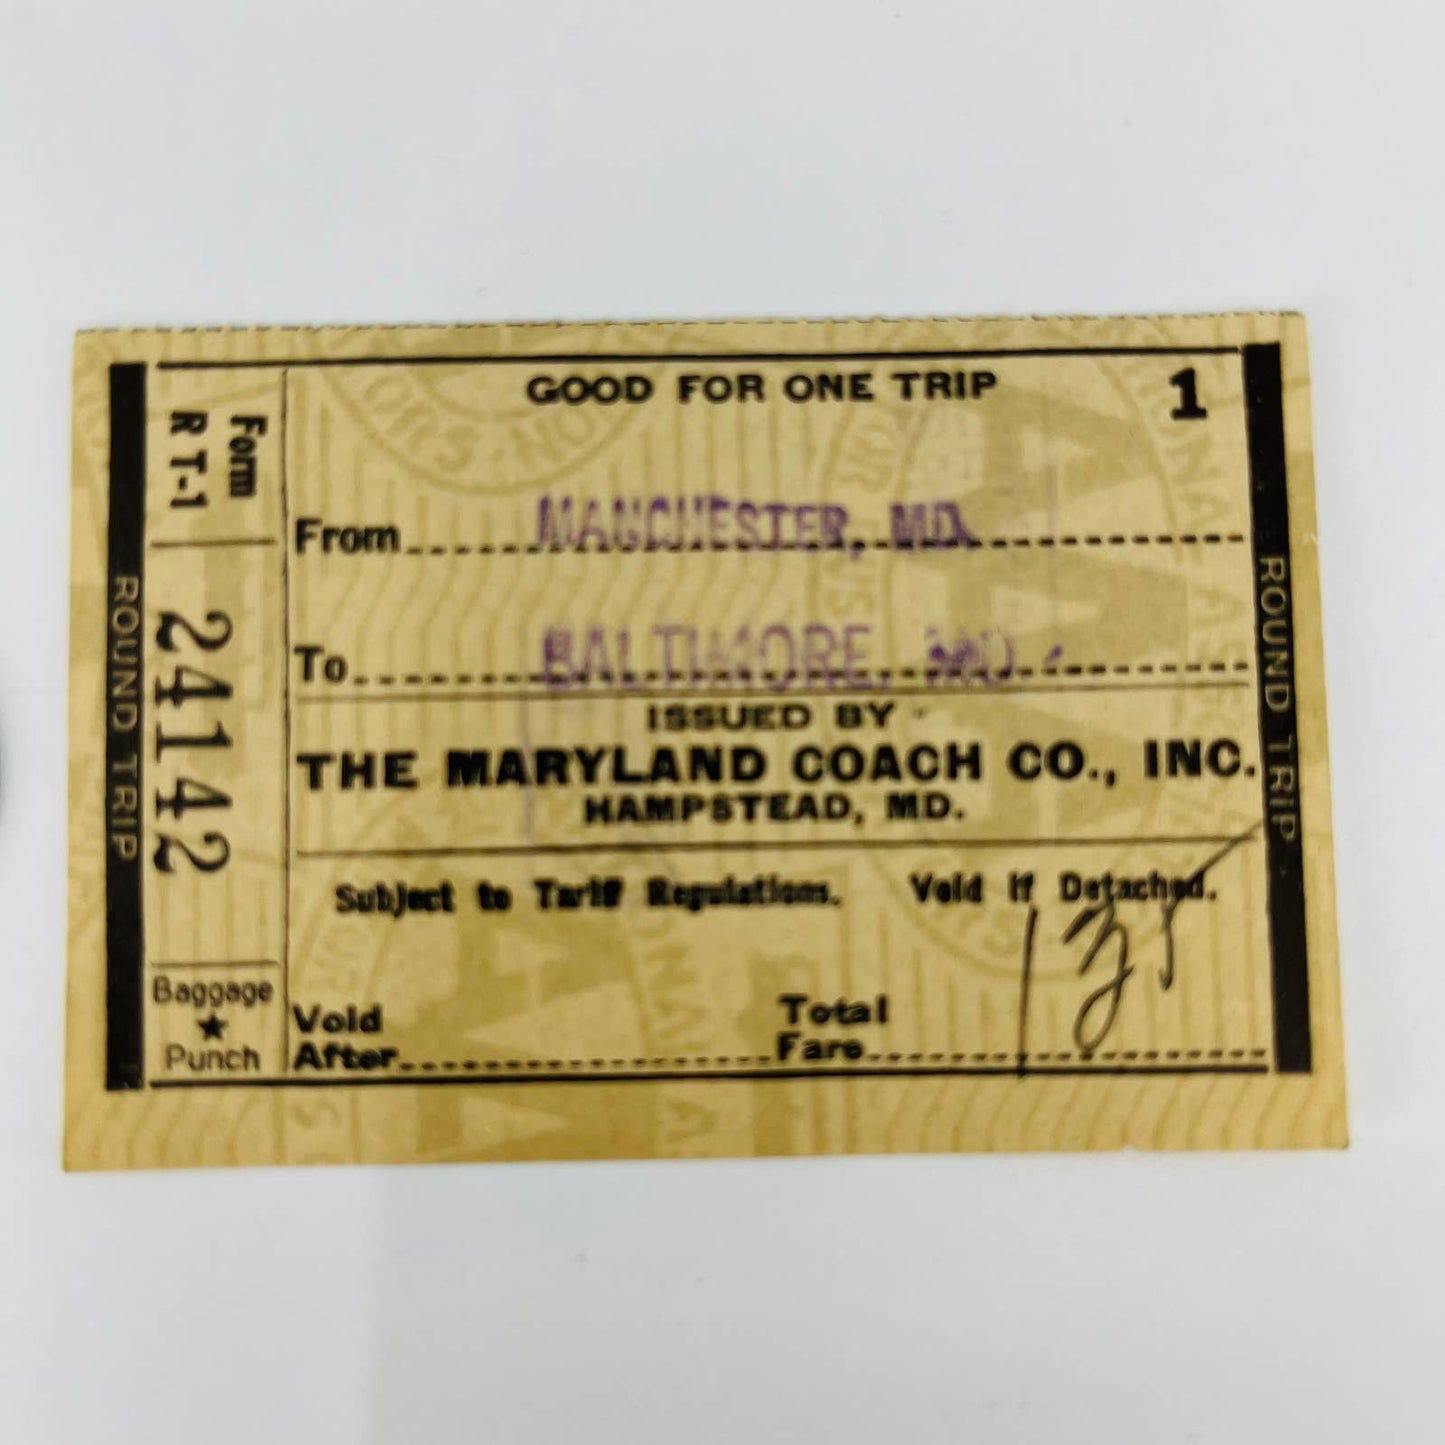 GOOD FOR ONE TRIP 1
Form
R T-1
From MANCHESTER, MD.
To BALTIMORE, MD.
ISSUED BY
THE MARYLAND COACH CO., INC.
HAMPSTEAD, MD.
Subject to Tariff Regulations. Void If Detached.
Void
After
Total
Fare 135
24142
Baggage
★
Punch
ROUND TRIP
ROUND TRIP